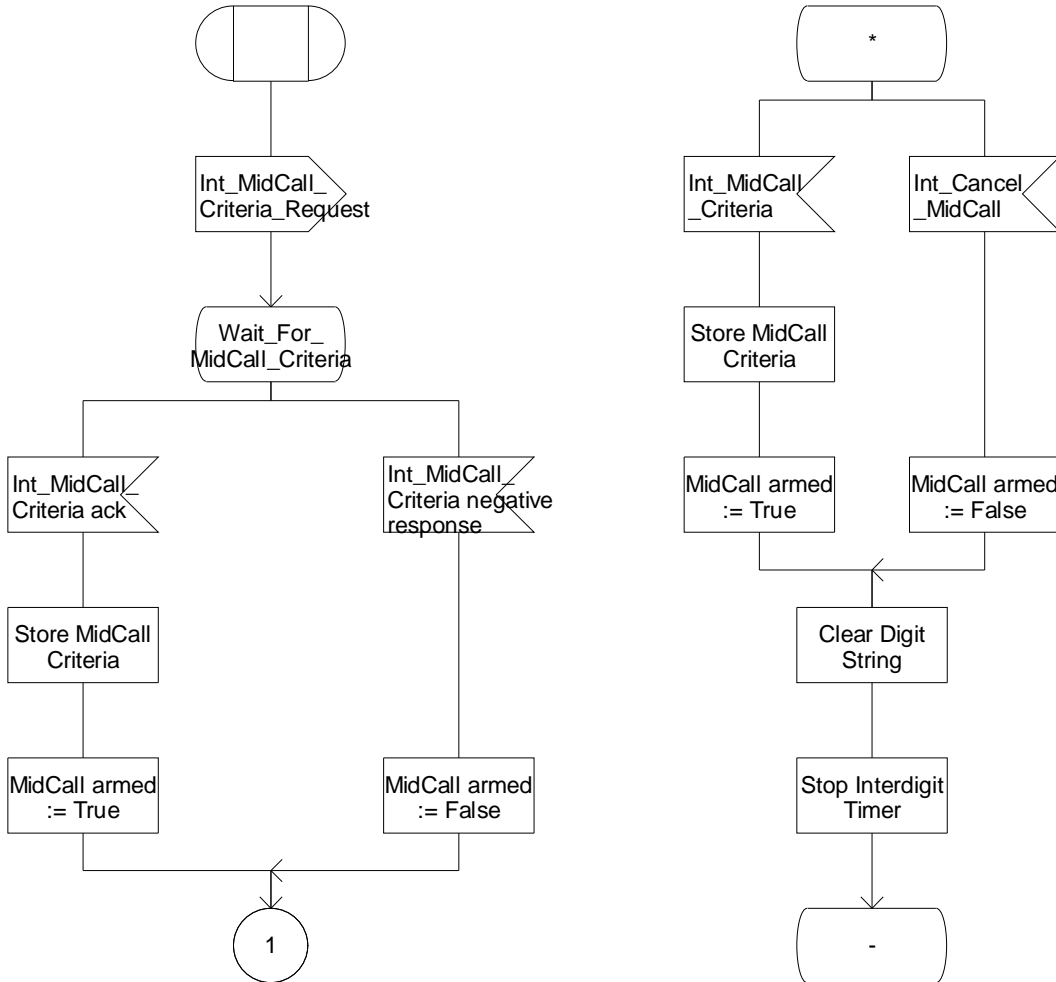 Int_MidCall_
Criteria_Request
Wait_For_
MidCall_Criteria
Int_MidCall_
Criteria ack
Int_MidCall_
Criteria negative
response
Store MidCall
Criteria
MidCall armed
:= True
MidCall armed
:= False
1
*
Int_MidCall
_Criteria
Int_Cancel
_MidCall
Store MidCall
Criteria
MidCall armed
:= True
MidCall armed
:= False
Clear Digit
String
Stop Interdigit
Timer
-